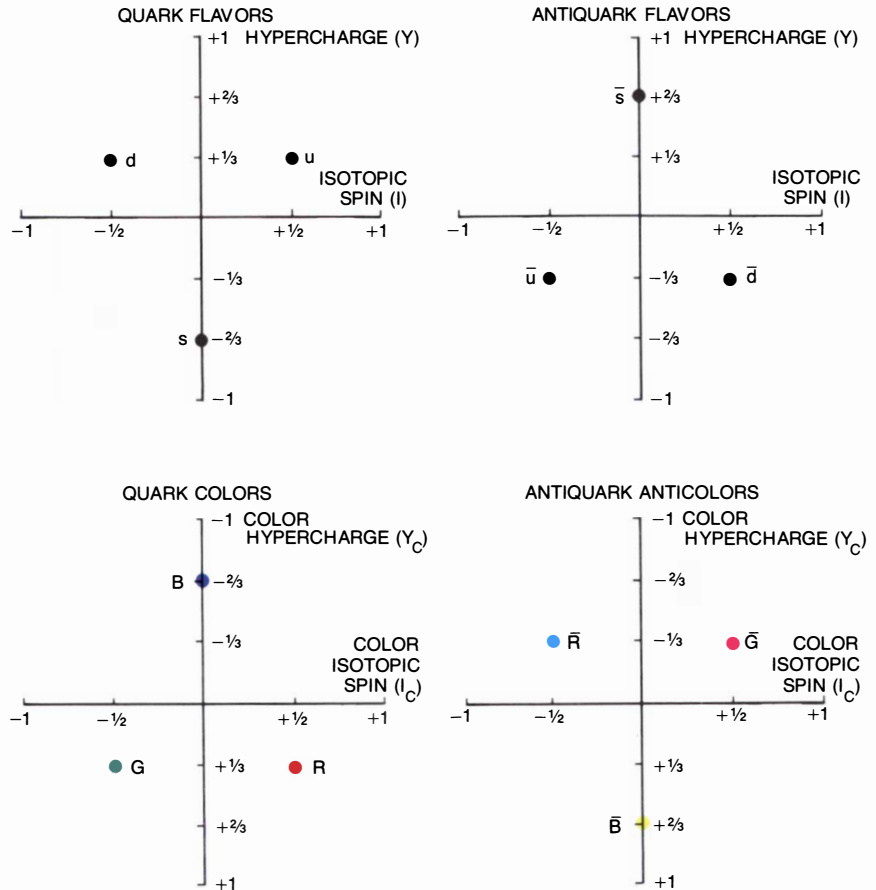 QUARK FLAVORS
+1 HYPERCHARGE (Y)
+⅔
d
+⅓
u
ISOTOPIC
SPIN (I)
−1
−½
+½
+1
−⅓
s
−⅔
−1
ANTIQUARK FLAVORS
+1 HYPERCHARGE (Y)
s̅
+⅔
+⅓
ISOTOPIC
SPIN (I)
−1
−½
+½
+1
u̅
−⅓
d̅
−⅔
−1
QUARK COLORS
−1 COLOR
HYPERCHARGE (Y_C)
B
−⅔
−⅓
COLOR
ISOTOPIC
SPIN (I_C)
−1
−½
+½
+1
G
+⅓
R
+⅔
+1
ANTIQUARK ANTICOLORS
−1 COLOR
HYPERCHARGE (Y_C)
−⅔
R̅
−⅓
G̅
COLOR
ISOTOPIC
SPIN (I_C)
−1
−½
+½
+1
+⅓
B̅
+⅔
+1